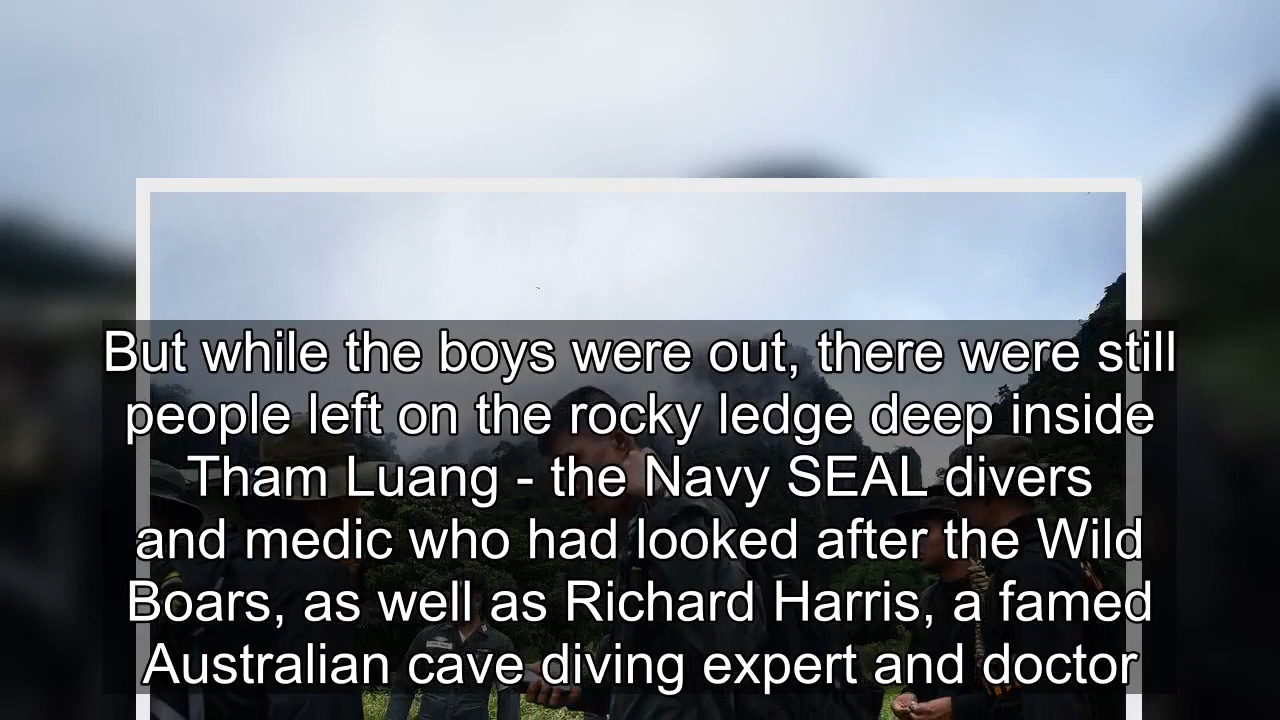 But while the boys were out, there were still
people left on the rocky ledge deep inside
Tham Luang - the Navy SEAL divers
and medic who had looked after the Wild
Boars, as well as Richard Harris, a famed
Australian cave diving expert and doctor